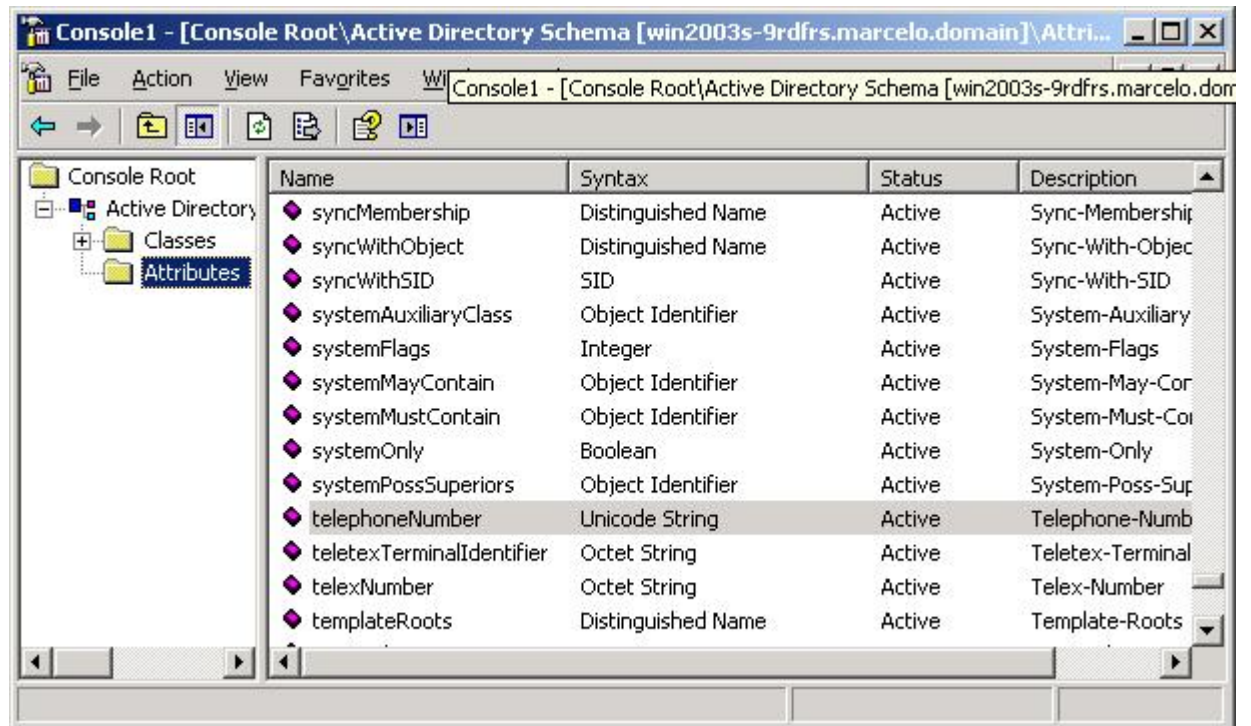 Console1 - [Console Root\Active Directory Schema [win2003s-9rdfrs.marcelo.domain]\Attri...
File Action View Favorites Wi
Console1 - [Console Root\Active Directory Schema [win2003s-9rdfrs.marcelo.dom
Console Root
Active Directory
Classes
Attributes
Name Syntax Status Description
syncMembership Distinguished Name Active Sync-Membership
syncWithObject Distinguished Name Active Sync-With-Objec
syncWithSID SID Active Sync-With-SID
systemAuxiliaryClass Object Identifier Active System-Auxiliary
systemFlags Integer Active System-Flags
systemMayContain Object Identifier Active System-May-Con
systemMustContain Object Identifier Active System-Must-Con
systemOnly Boolean Active System-Only
systemPossSuperiors Object Identifier Active System-Poss-Sup
telephoneNumber Unicode String Active Telephone-Numb
teletexTerminalIdentifier Octet String Active Teletex-Terminal
telexNumber Octet String Active Telex-Number
templateRoots Distinguished Name Active Template-Roots